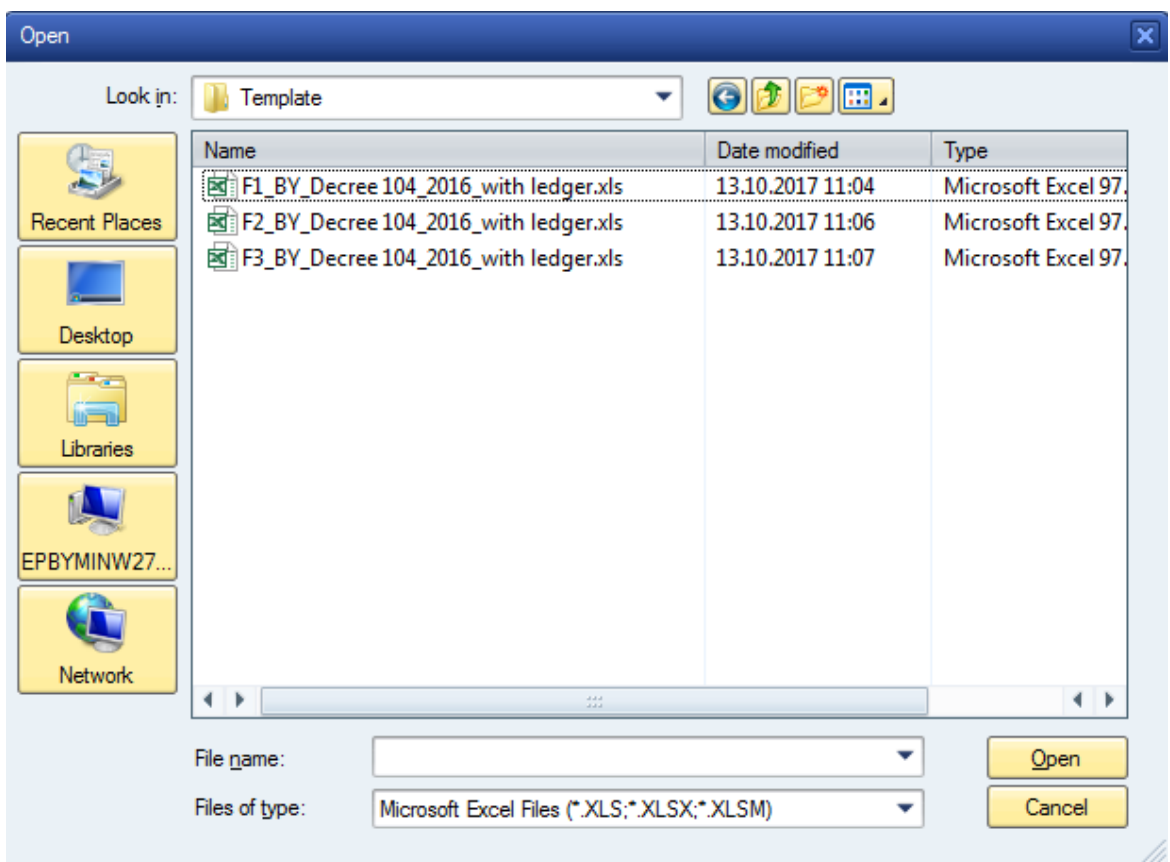 Open
Look in: Template
Name Date modified Type
F1_BY_Decree 104_2016_with ledger.xls 13.10.2017 11:04 Microsoft Excel 97.
F2_BY_Decree 104_2016_with ledger.xls 13.10.2017 11:06 Microsoft Excel 97.
F3_BY_Decree 104_2016_with ledger.xls 13.10.2017 11:07 Microsoft Excel 97.
Recent Places
Desktop
Libraries
EPBYMINW27...
Network
File name: Open
Files of type: Microsoft Excel Files (*.XLS;*.XLSX;*.XLSM) Cancel